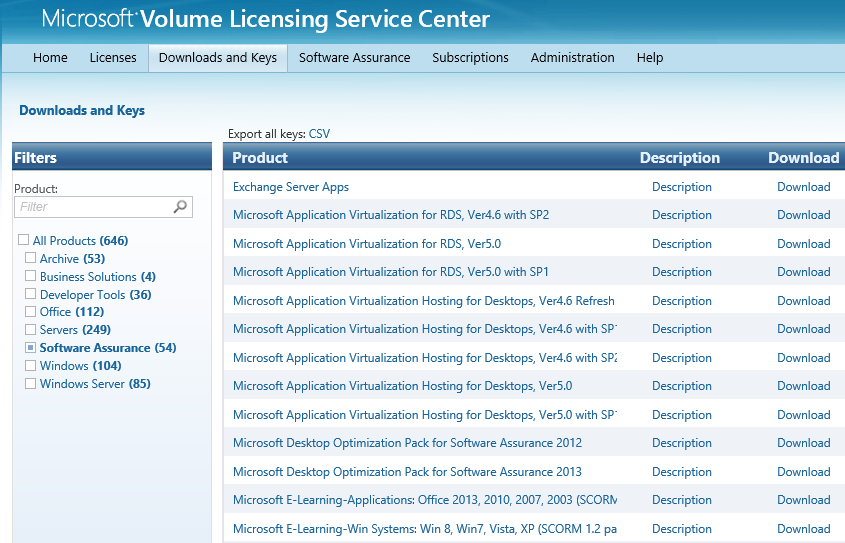 Microsoft Volume Licensing Service Center
Home Licenses Downloads and Keys Software Assurance Subscriptions Administration Help
Downloads and Keys
Export all keys: CSV
Filters
Product:
Filter
All Products (646)
Archive (53)
Business Solutions (4)
Developer Tools (36)
Office (112)
Servers (249)
Software Assurance (54)
Windows (104)
Windows Server (85)
Product Description Download
Exchange Server Apps Description Download
Microsoft Application Virtualization for RDS, Ver4.6 with SP2 Description Download
Microsoft Application Virtualization for RDS, Ver5.0 Description Download
Microsoft Application Virtualization for RDS, Ver5.0 with SP1 Description Download
Microsoft Application Virtualization Hosting for Desktops, Ver4.6 Refresh Description Download
Microsoft Application Virtualization Hosting for Desktops, Ver4.6 with SP1 Description Download
Microsoft Application Virtualization Hosting for Desktops, Ver4.6 with SP2 Description Download
Microsoft Application Virtualization Hosting for Desktops, Ver5.0 Description Download
Microsoft Application Virtualization Hosting for Desktops, Ver5.0 with SP1 Description Download
Microsoft Desktop Optimization Pack for Software Assurance 2012 Description Download
Microsoft Desktop Optimization Pack for Software Assurance 2013 Description Download
Microsoft E-Learning-Applications: Office 2013, 2010, 2007, 2003 (SCORM Description Download
Microsoft E-Learning-Win Systems: Win 8, Win7, Vista, XP (SCORM 1.2 pa Description Download